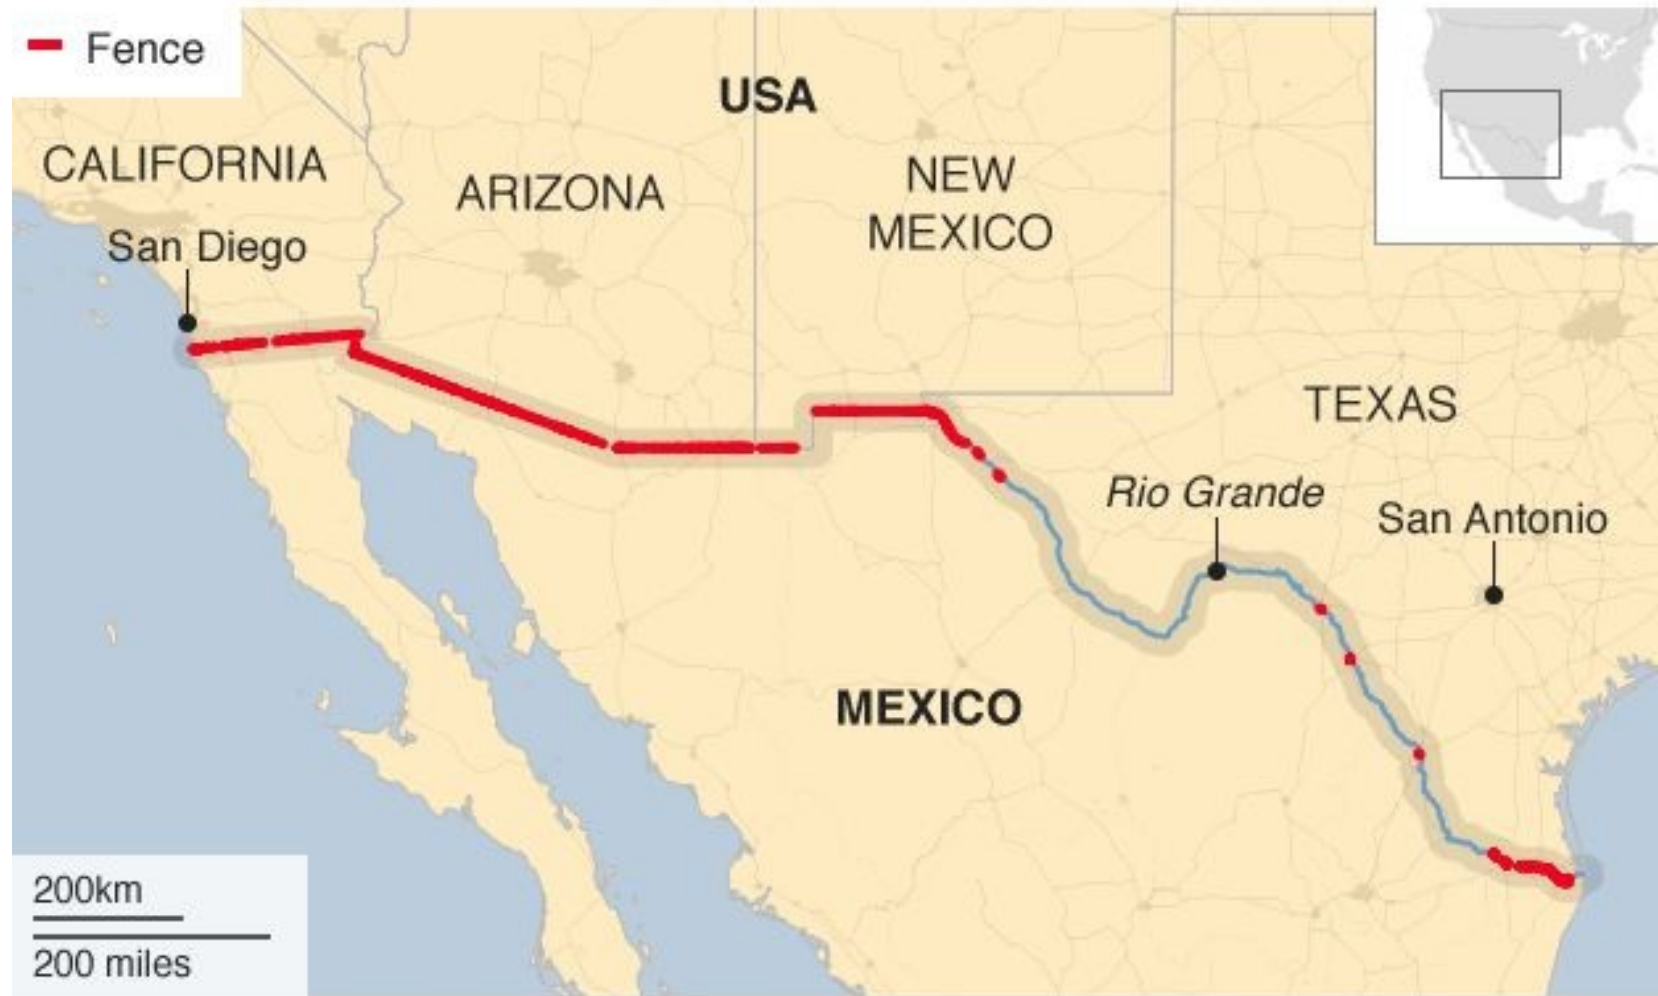 Fence
USA
CALIFORNIA
ARIZONA
NEW
MEXICO
San Diego
TEXAS
Rio Grande
San Antonio
MEXICO
200km
200 miles